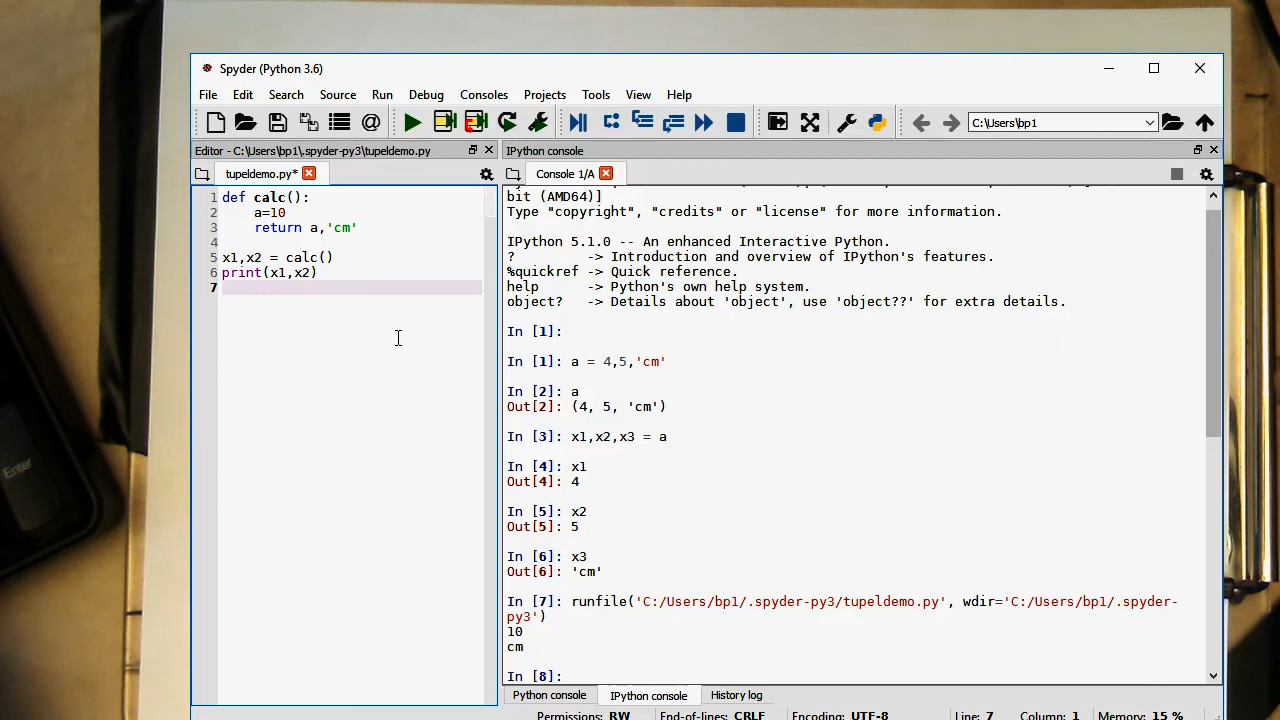 Spyder (Python 3.6)
File Edit Search Source Run Debug Consoles Projects Tools View Help
@ C:\Users\bp1
Editor - C:\Users\bp1\.spyder-py3\tupeldemo.py
tupeldemo.py*
1 def calc():
2 a=10
3 return a,'cm'
4
5 x1,x2 = calc()
6 print(x1,x2)
7
IPython console
Console 1/A
bit (AMD64)]
Type "copyright", "credits" or "license" for more information.
IPython 5.1.0 -- An enhanced Interactive Python.
? -> Introduction and overview of IPython's features.
%quickref -> Quick reference.
help -> Python's own help system.
object? -> Details about 'object', use 'object??' for extra details.
In [1]:
In [1]: a = 4,5,'cm'
In [2]: a
Out[2]: (4, 5, 'cm')
In [3]: x1,x2,x3 = a
In [4]: x1
Out[4]: 4
In [5]: x2
Out[5]: 5
In [6]: x3
Out[6]: 'cm'
In [7]: runfile('C:/Users/bp1/.spyder-py3/tupeldemo.py', wdir='C:/Users/bp1/.spyder-
py3')
10
cm
In [8]:
Python console IPython console History log
Permissions: RW End-of-lines: CRLF Encoding: UTF-8 Line: 7 Column: 1 Memory: 15 %
Enter